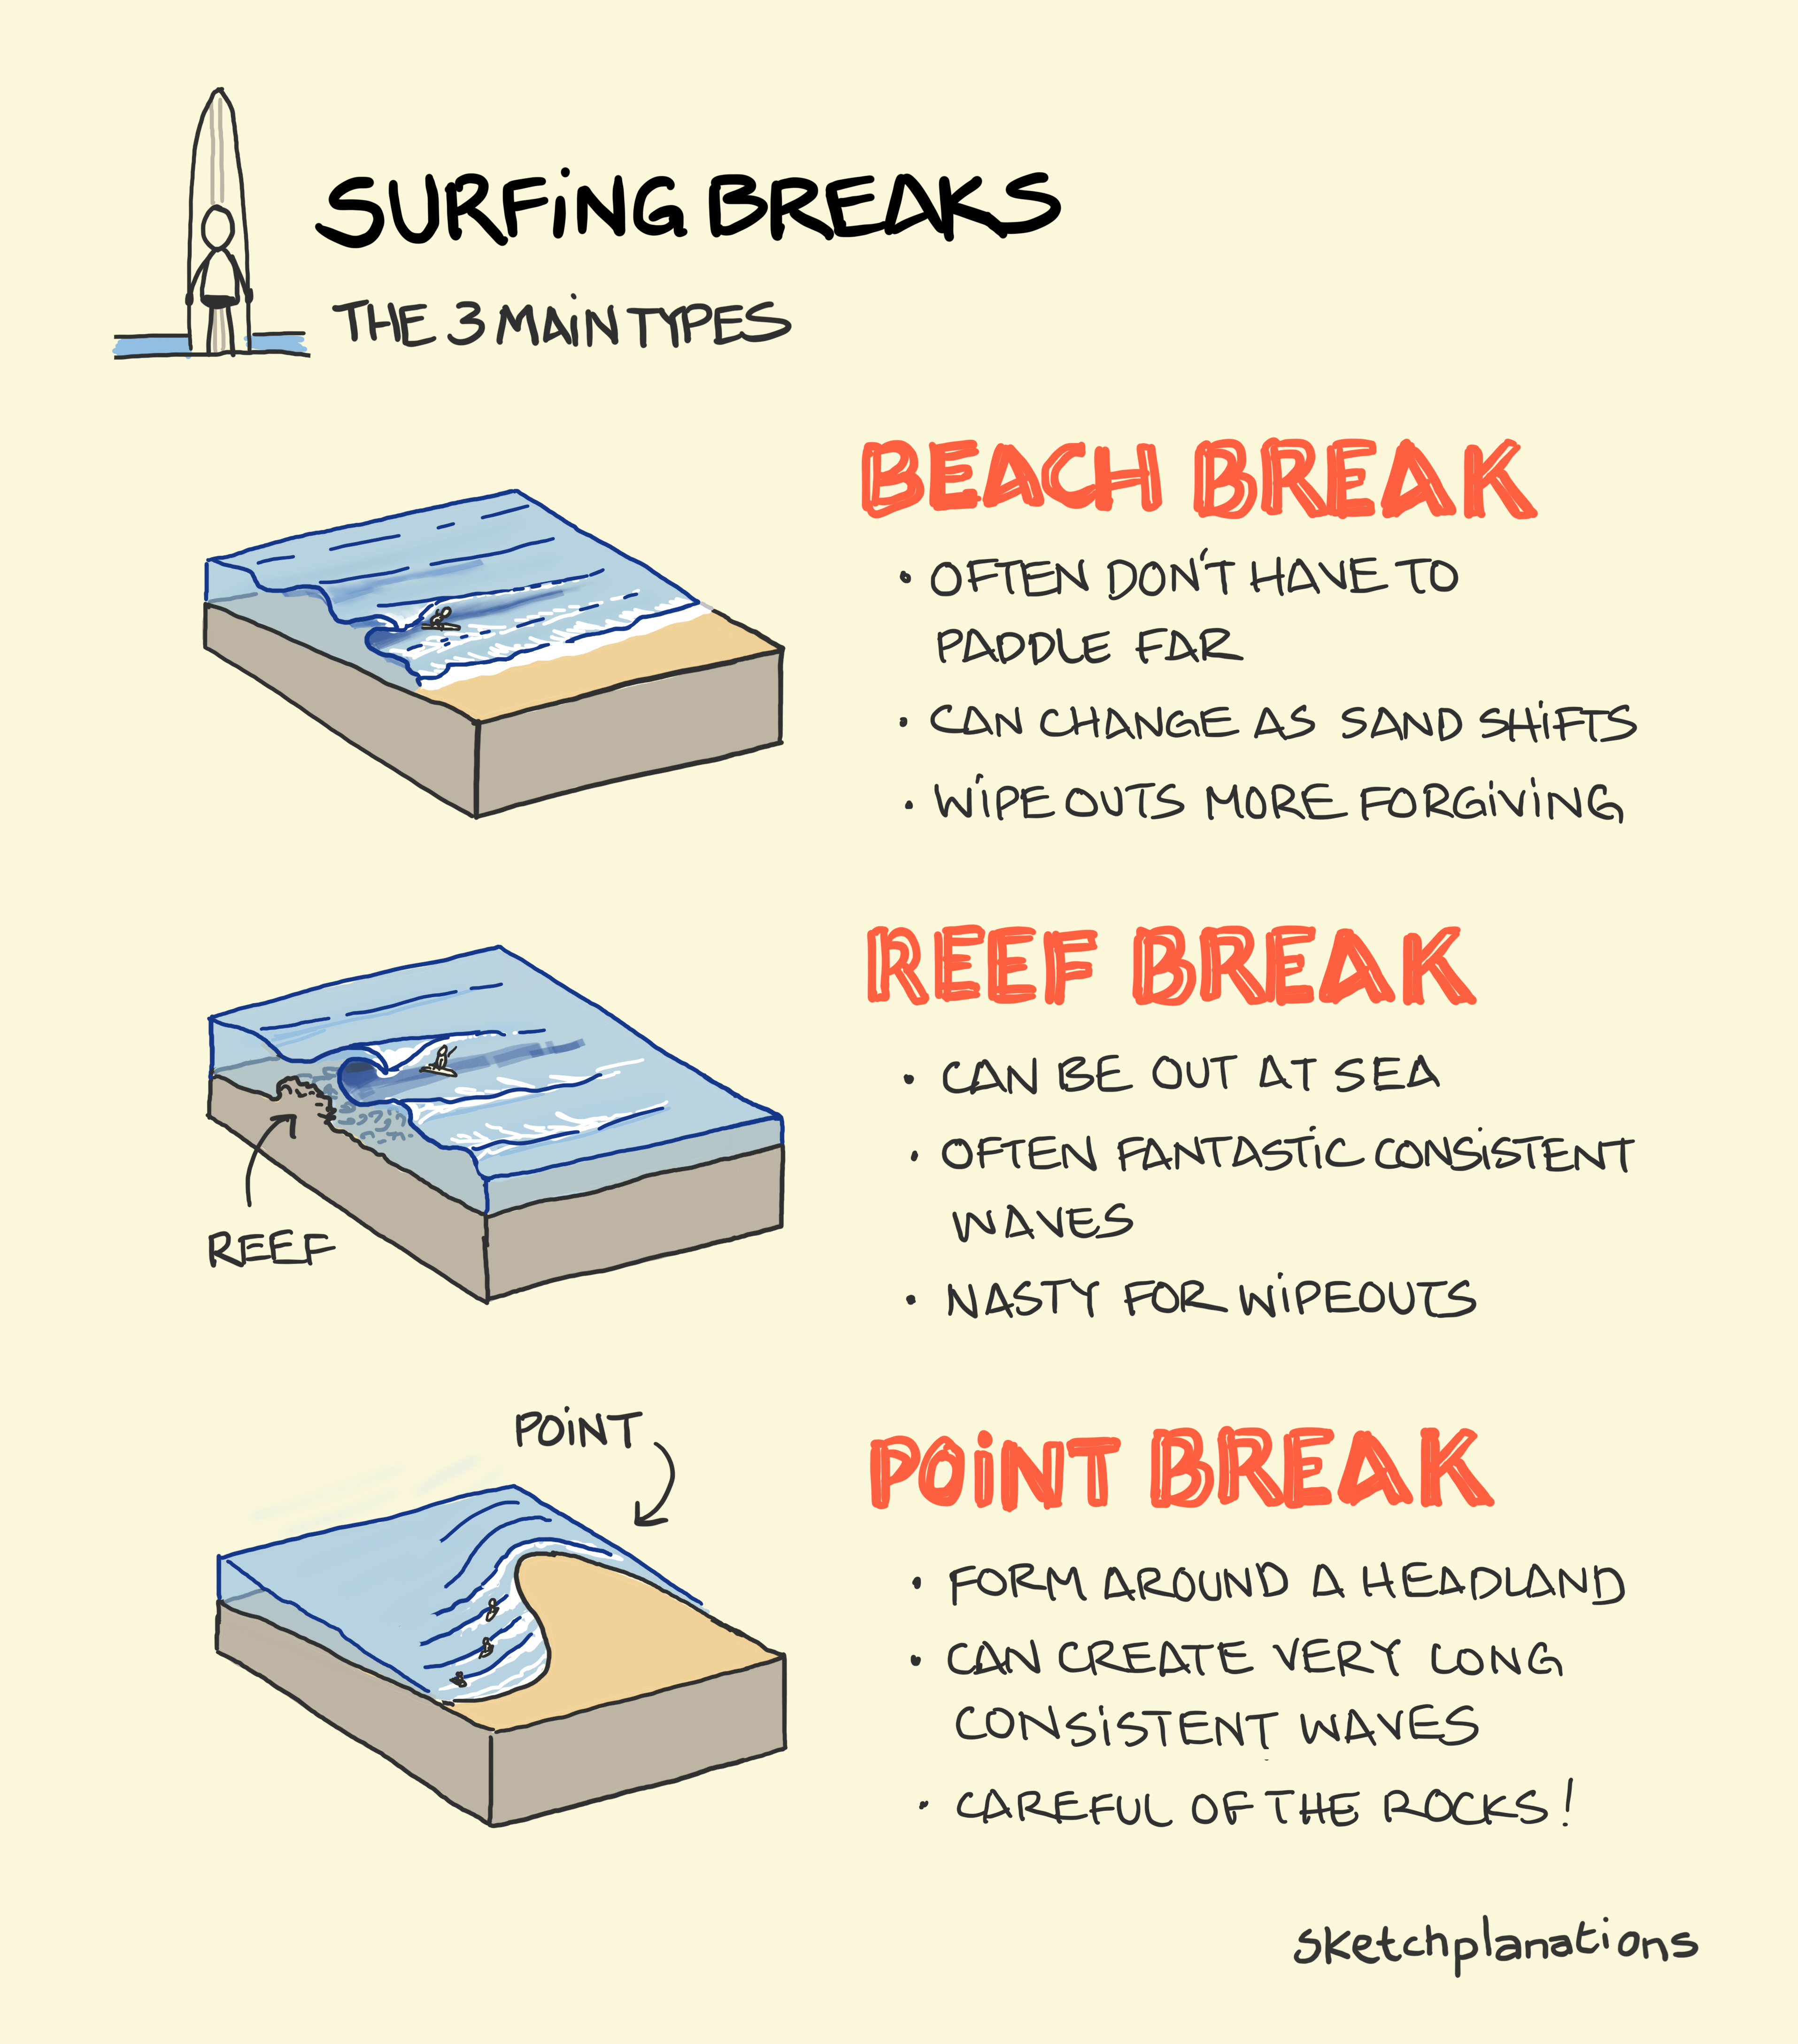 SURFING BREAKS
THE 3 MAIN TYPES
BEACH BREAK
• OFTEN DON'T HAVE TO
PADDLE FAR
• CAN CHANGE AS SAND SHIFTS
• WIPEOUTS MORE FORGIVING
REEF BREAK
• CAN BE OUT AT SEA
• OFTEN FANTASTIC CONSISTENT
WAVES
• NASTY FOR WIPEOUTS
REEF
POINT
POINT BREAK
• FORM AROUND A HEADLAND
• CAN CREATE VERY LONG
CONSISTENT WAVES
• CAREFUL OF THE ROCKS!
sketchplanations